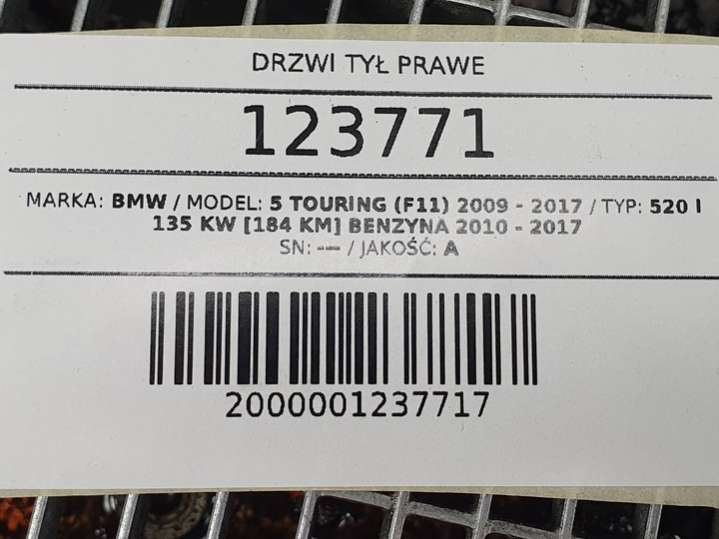 DRZWI TYŁ PRAWE
123771
MARKA: BMW / MODEL: 5 TOURING (F11) 2009 - 2017 / TYP: 520 I
135 KW [184 KM] BENZYNA 2010 - 2017
SN: --- / JAKOŚĆ: A
2000001237717